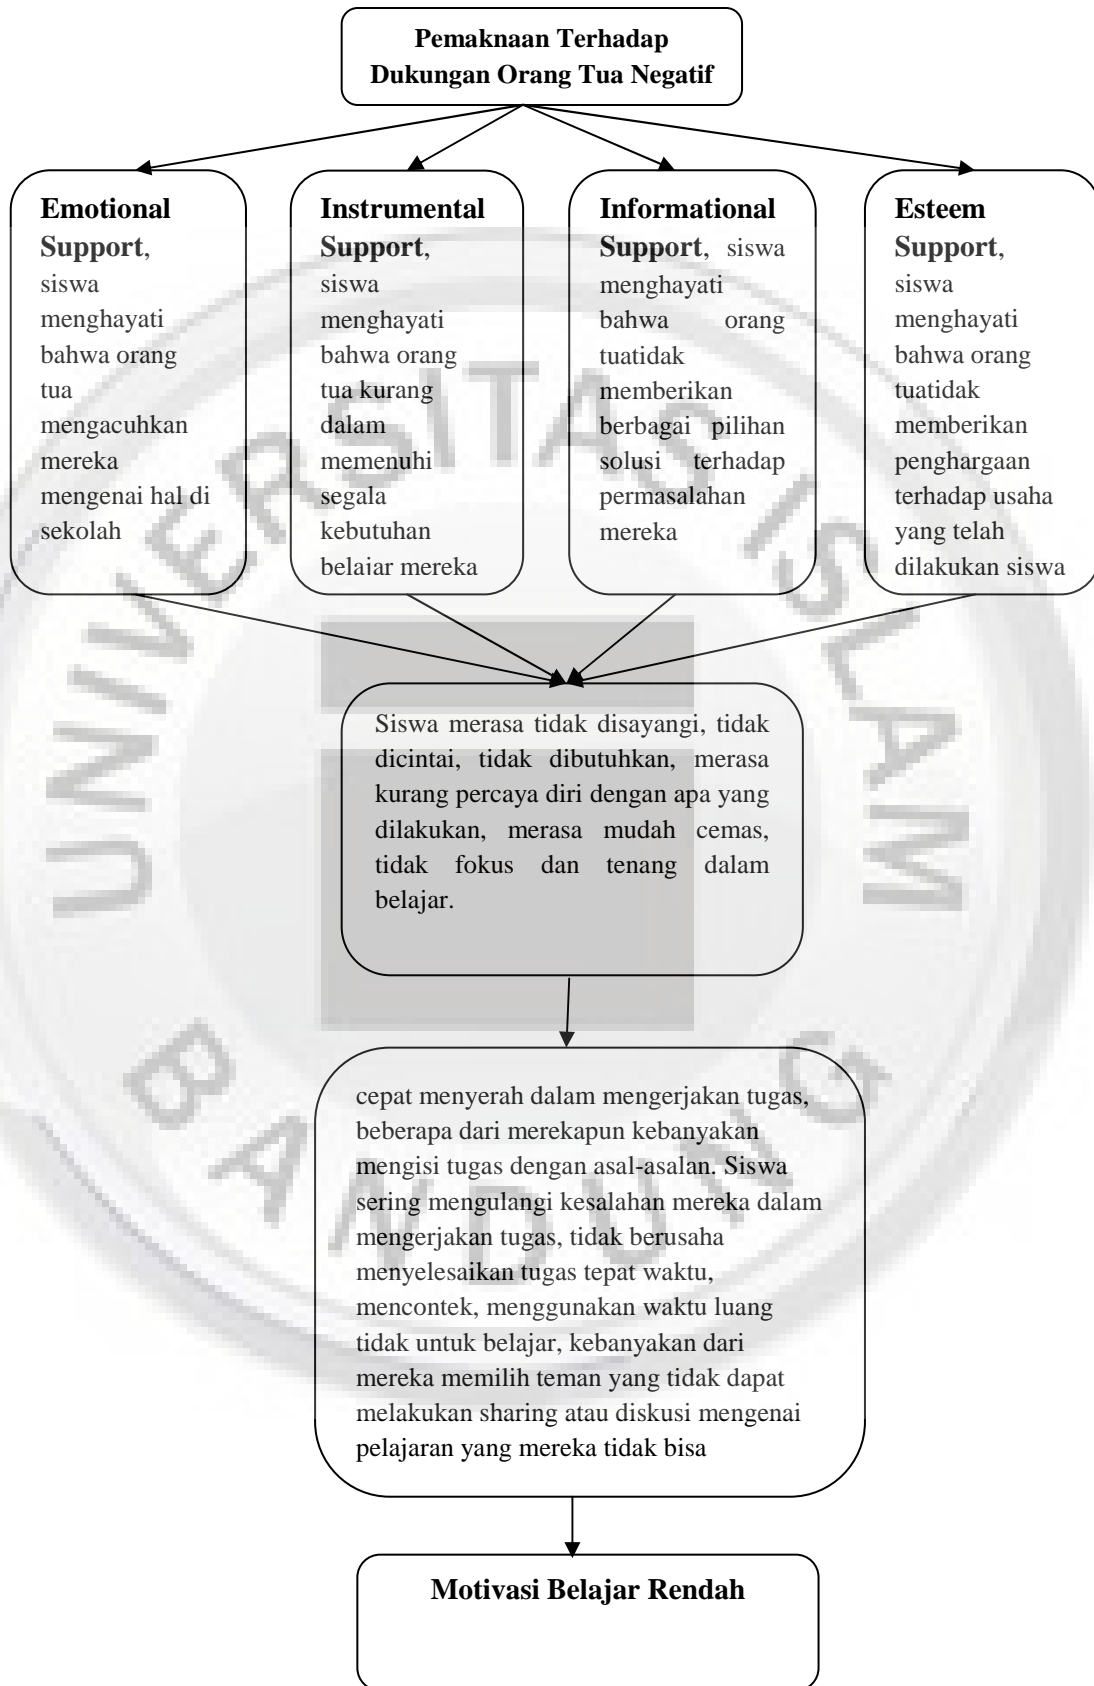 Pemaknaan Terhadap
Dukungan Orang Tua Negatif
Emotional
Support,
siswa
menghayati
bahwa orang
tua
mengacuhkan
mereka
mengenai hal di
sekolah
Instrumental
Support,
siswa
menghayati
bahwa orang
tua kurang
dalam
memenuhi
segala
kebutuhan
belajar mereka
Informational
Support, siswa
menghayati
bahwa orang
tuatidak
memberikan
berbagai pilihan
solusi terhadap
permasalahan
mereka
Esteem
Support,
siswa
menghayati
bahwa orang
tuatidak
memberikan
penghargaan
terhadap usaha
yang telah
dilakukan siswa
Siswa merasa tidak disayangi, tidak
dicintai, tidak dibutuhkan, merasa
kurang percaya diri dengan apa yang
dilakukan, merasa mudah cemas,
tidak fokus dan tenang dalam
belajar.
cepat menyerah dalam mengerjakan tugas,
beberapa dari merekapun kebanyakan
mengisi tugas dengan asal-asalan. Siswa
sering mengulangi kesalahan mereka dalam
mengerjakan tugas, tidak berusaha
menyelesaikan tugas tepat waktu,
mencontek, menggunakan waktu luang
tidak untuk belajar, kebanyakan dari
mereka memilih teman yang tidak dapat
melakukan sharing atau diskusi mengenai
pelajaran yang mereka tidak bisa
Motivasi Belajar Rendah
UNIVERSITAS ISLAM
BANDUNG